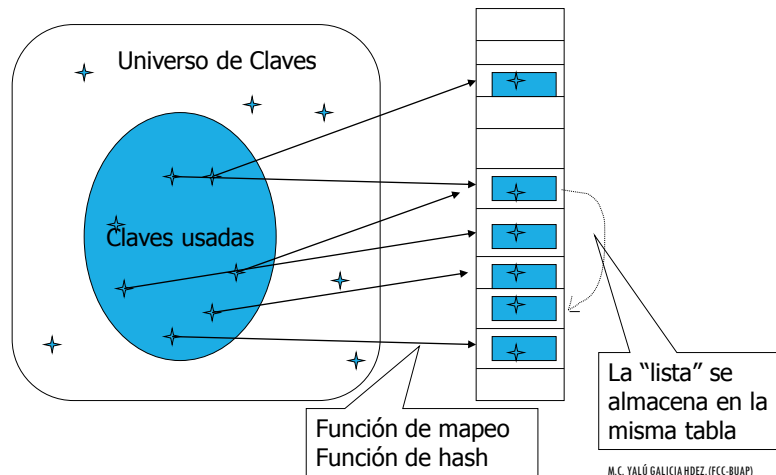 Universo de Claves
Claves usadas
Función de mapeo
Función de hash
La “lista” se
almacena en la
misma tabla
M.C. YALÚ GALICIA HDEZ. (FCC-BUAP)